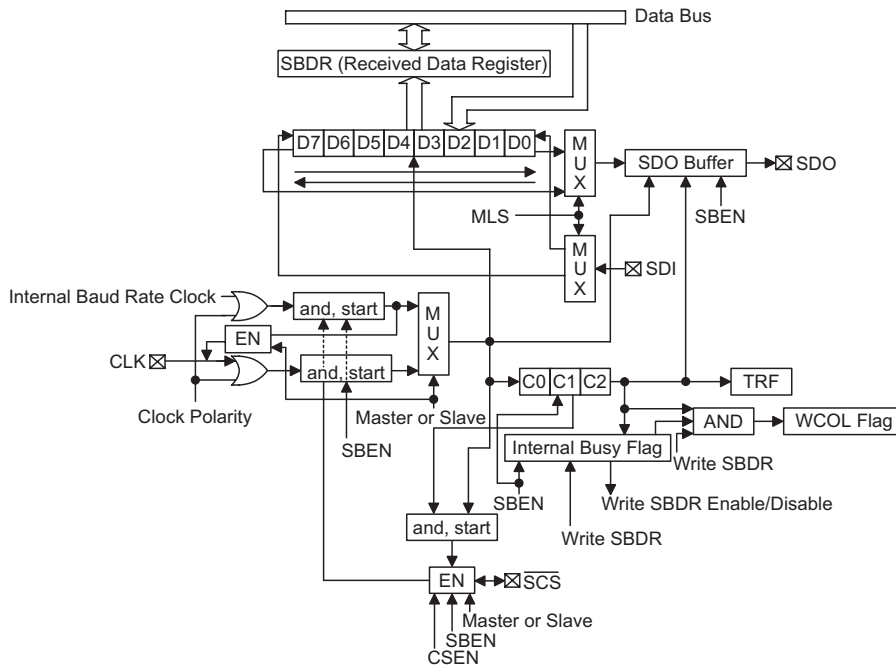 Data Bus
SBDR (Received Data Register)
D7 D6 D5 D4 D3 D2 D1 D0
MUX
SDO Buffer
SDO
MLS
SBEN
MUX
SDI
Internal Baud Rate Clock
and, start
MUX
EN
CLK
and, start
C0 C1 C2
TRF
Clock Polarity
Master or Slave
AND
WCOL Flag
SBEN
Internal Busy Flag
Write SBDR
SBEN
Write SBDR Enable/Disable
and, start
Write SBDR
EN
SCS
Master or Slave
SBEN
CSEN